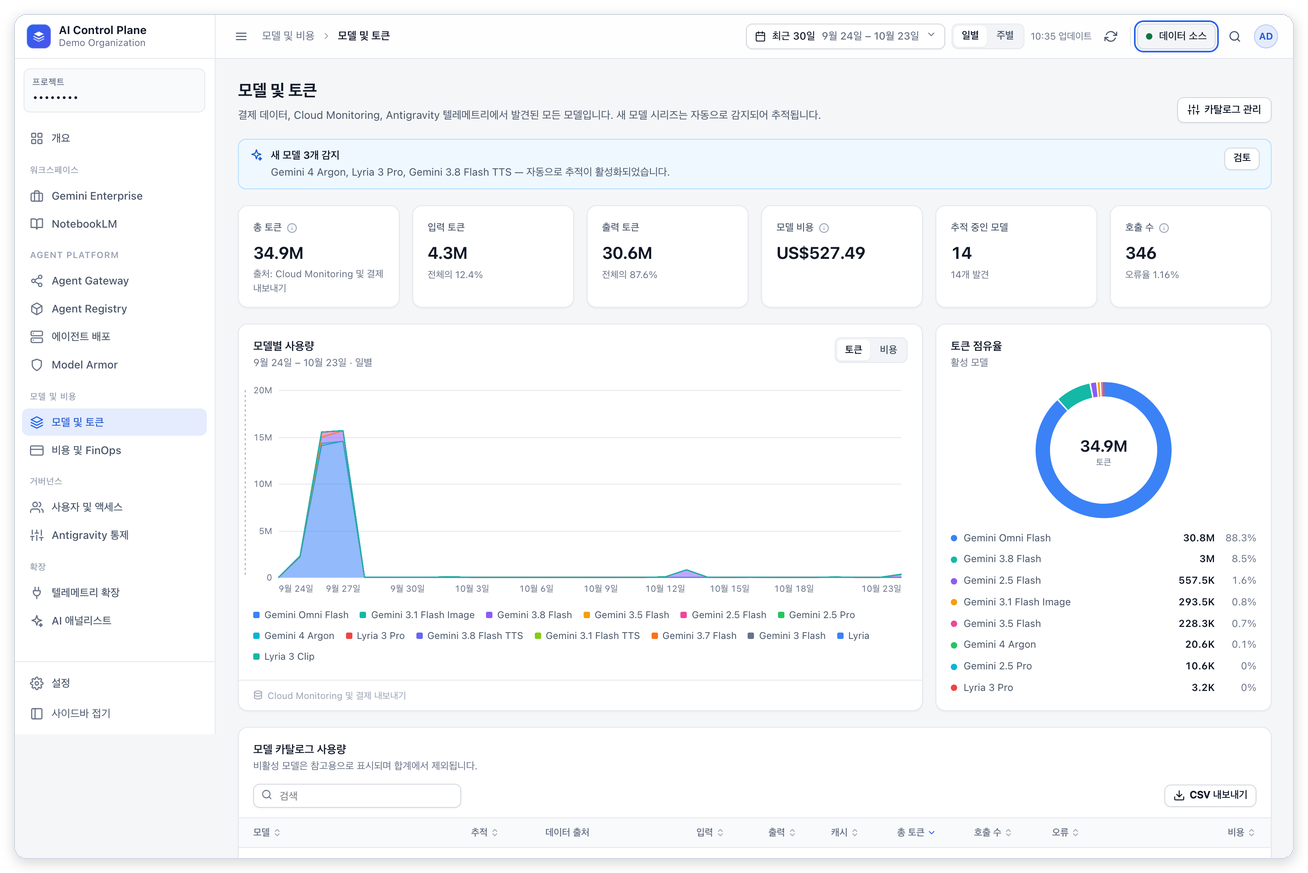 AI Control Plane
Demo Organization
프로젝트
••••••••
개요
워크스페이스
Gemini Enterprise
NotebookLM
AGENT PLATFORM
Agent Gateway
Agent Registry
에이전트 배포
Model Armor
모델 및 비용
모델 및 토큰
비용 및 FinOps
거버넌스
사용자 및 액세스
Antigravity 통제
확장
텔레메트리 확장
AI 애널리스트
설정
사이드바 접기
모델 및 비용 > 모델 및 토큰
최근 30일 9월 24일 – 10월 23일
일별 주별
10:35 업데이트
데이터 소스
AD
모델 및 토큰
결제 데이터, Cloud Monitoring, Antigravity 텔레메트리에서 발견된 모든 모델입니다. 새 모델 시리즈는 자동으로 감지되어 추적됩니다.
카탈로그 관리
새 모델 3개 감지
Gemini 4 Argon, Lyria 3 Pro, Gemini 3.8 Flash TTS — 자동으로 추적이 활성화되었습니다.
검토
총 토큰
34.9M
출처: Cloud Monitoring 및 결제
내보내기
입력 토큰
4.3M
전체의 12.4%
출력 토큰
30.6M
전체의 87.6%
모델 비용
US$527.49
추적 중인 모델
14
14개 발견
호출 수
346
오류율 1.16%
모델별 사용량
9월 24일 – 10월 23일 · 일별
토큰 비용
20M
15M
10M
5M
0
9월 24일 9월 27일 9월 30일 10월 3일 10월 6일 10월 9일 10월 12일 10월 15일 10월 18일 10월 23일
Gemini Omni Flash Gemini 3.1 Flash Image Gemini 3.8 Flash Gemini 3.5 Flash Gemini 2.5 Flash Gemini 2.5 Pro
Gemini 4 Argon Lyria 3 Pro Gemini 3.8 Flash TTS Gemini 3.1 Flash TTS Gemini 3.7 Flash Gemini 3 Flash Lyria
Lyria 3 Clip
Cloud Monitoring 및 결제 내보내기
토큰 점유율
활성 모델
34.9M
토큰
Gemini Omni Flash 30.8M 88.3%
Gemini 3.8 Flash 3M 8.5%
Gemini 2.5 Flash 557.5K 1.6%
Gemini 3.1 Flash Image 293.5K 0.8%
Gemini 3.5 Flash 228.3K 0.7%
Gemini 4 Argon 20.6K 0.1%
Gemini 2.5 Pro 10.6K 0%
Lyria 3 Pro 3.2K 0%
모델 카탈로그 사용량
비활성 모델은 참고용으로 표시되며 합계에서 제외됩니다.
검색
CSV 내보내기
모델 추적 데이터 출처 입력 출력 캐시 총 토큰 호출 수 오류 비용